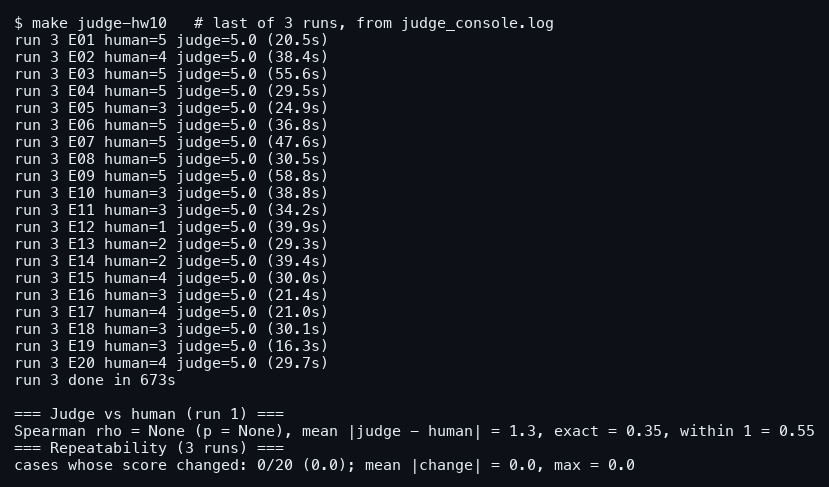 $ make judge-hw10   # last of 3 runs, from judge_console.log
run 3 E01 human=5 judge=5.0 (20.5s)
run 3 E02 human=4 judge=5.0 (38.4s)
run 3 E03 human=5 judge=5.0 (55.6s)
run 3 E04 human=5 judge=5.0 (29.5s)
run 3 E05 human=3 judge=5.0 (24.9s)
run 3 E06 human=5 judge=5.0 (36.8s)
run 3 E07 human=5 judge=5.0 (47.6s)
run 3 E08 human=5 judge=5.0 (30.5s)
run 3 E09 human=5 judge=5.0 (58.8s)
run 3 E10 human=3 judge=5.0 (38.8s)
run 3 E11 human=3 judge=5.0 (34.2s)
run 3 E12 human=1 judge=5.0 (39.9s)
run 3 E13 human=2 judge=5.0 (29.3s)
run 3 E14 human=2 judge=5.0 (39.4s)
run 3 E15 human=4 judge=5.0 (30.0s)
run 3 E16 human=3 judge=5.0 (21.4s)
run 3 E17 human=4 judge=5.0 (21.0s)
run 3 E18 human=3 judge=5.0 (30.1s)
run 3 E19 human=3 judge=5.0 (16.3s)
run 3 E20 human=4 judge=5.0 (29.7s)
run 3 done in 673s

=== Judge vs human (run 1) ===
Spearman rho = None (p = None), mean |judge − human| = 1.3, exact = 0.35, within 1 = 0.55
=== Repeatability (3 runs) ===
cases whose score changed: 0/20 (0.0); mean |change| = 0.0, max = 0.0